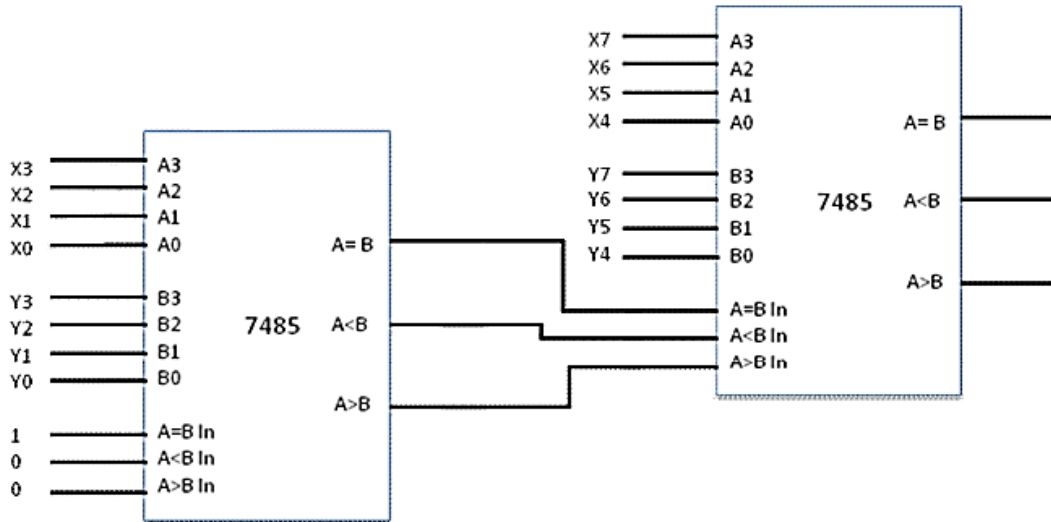 X3
X2
X1
X0
Y3
Y2
Y1
Y0
1
0
0
A3
A2
A1
A0
B3
B2
B1
B0
A=B In
A<B In
A>B In
7485
A= B
A<B
A>B
X7
X6
X5
X4
Y7
Y6
Y5
Y4
A3
A2
A1
A0
B3
B2
B1
B0
A=B In
A<B In
A>B In
7485
A= B
A<B
A>B